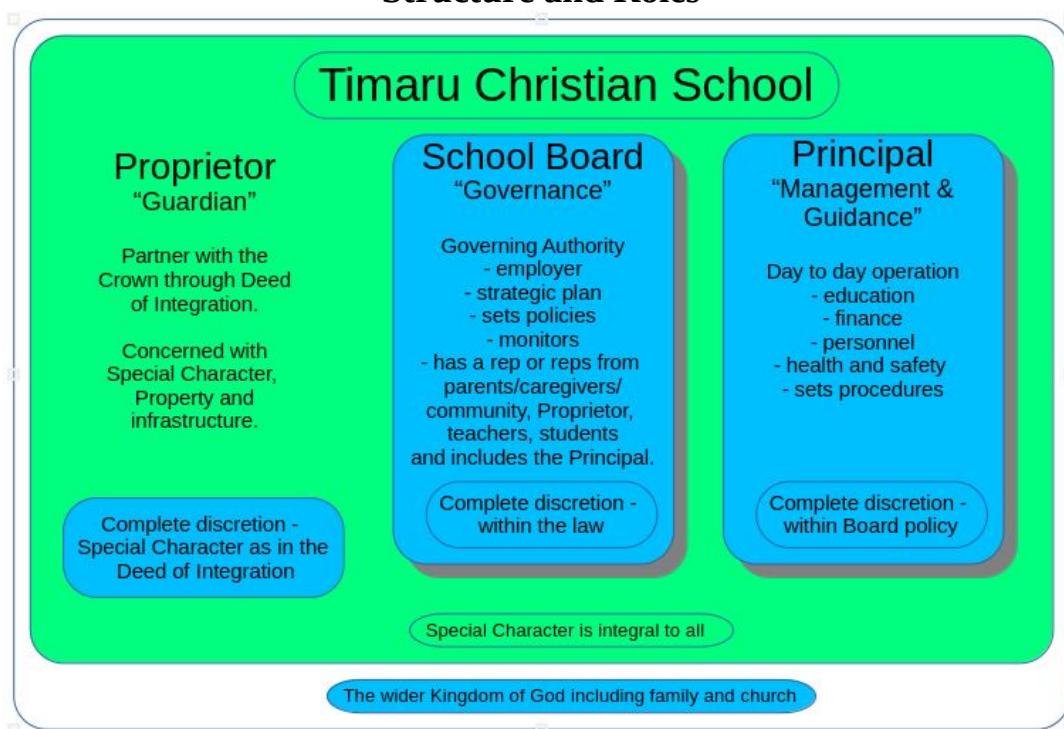 Structure and Roles
Timaru Christian School
Proprietor
“Guardian”
Partner with the
Crown through Deed
of Integration.
Concerned with
Special Character,
Property and
infrastructure.
Complete discretion -
Special Character as in the
Deed of Integration
School Board
“Governance”
Governing Authority
- employer
- strategic plan
- sets policies
- monitors
- has a rep or reps from
parents/caregivers/
community, Proprietor,
teachers, students
and includes the Principal.
Complete discretion -
within the law
Principal
“Management &
Guidance”
Day to day operation
- education
- finance
- personnel
- health and safety
- sets procedures
Complete discretion -
within Board policy
Special Character is integral to all
The wider Kingdom of God including family and church